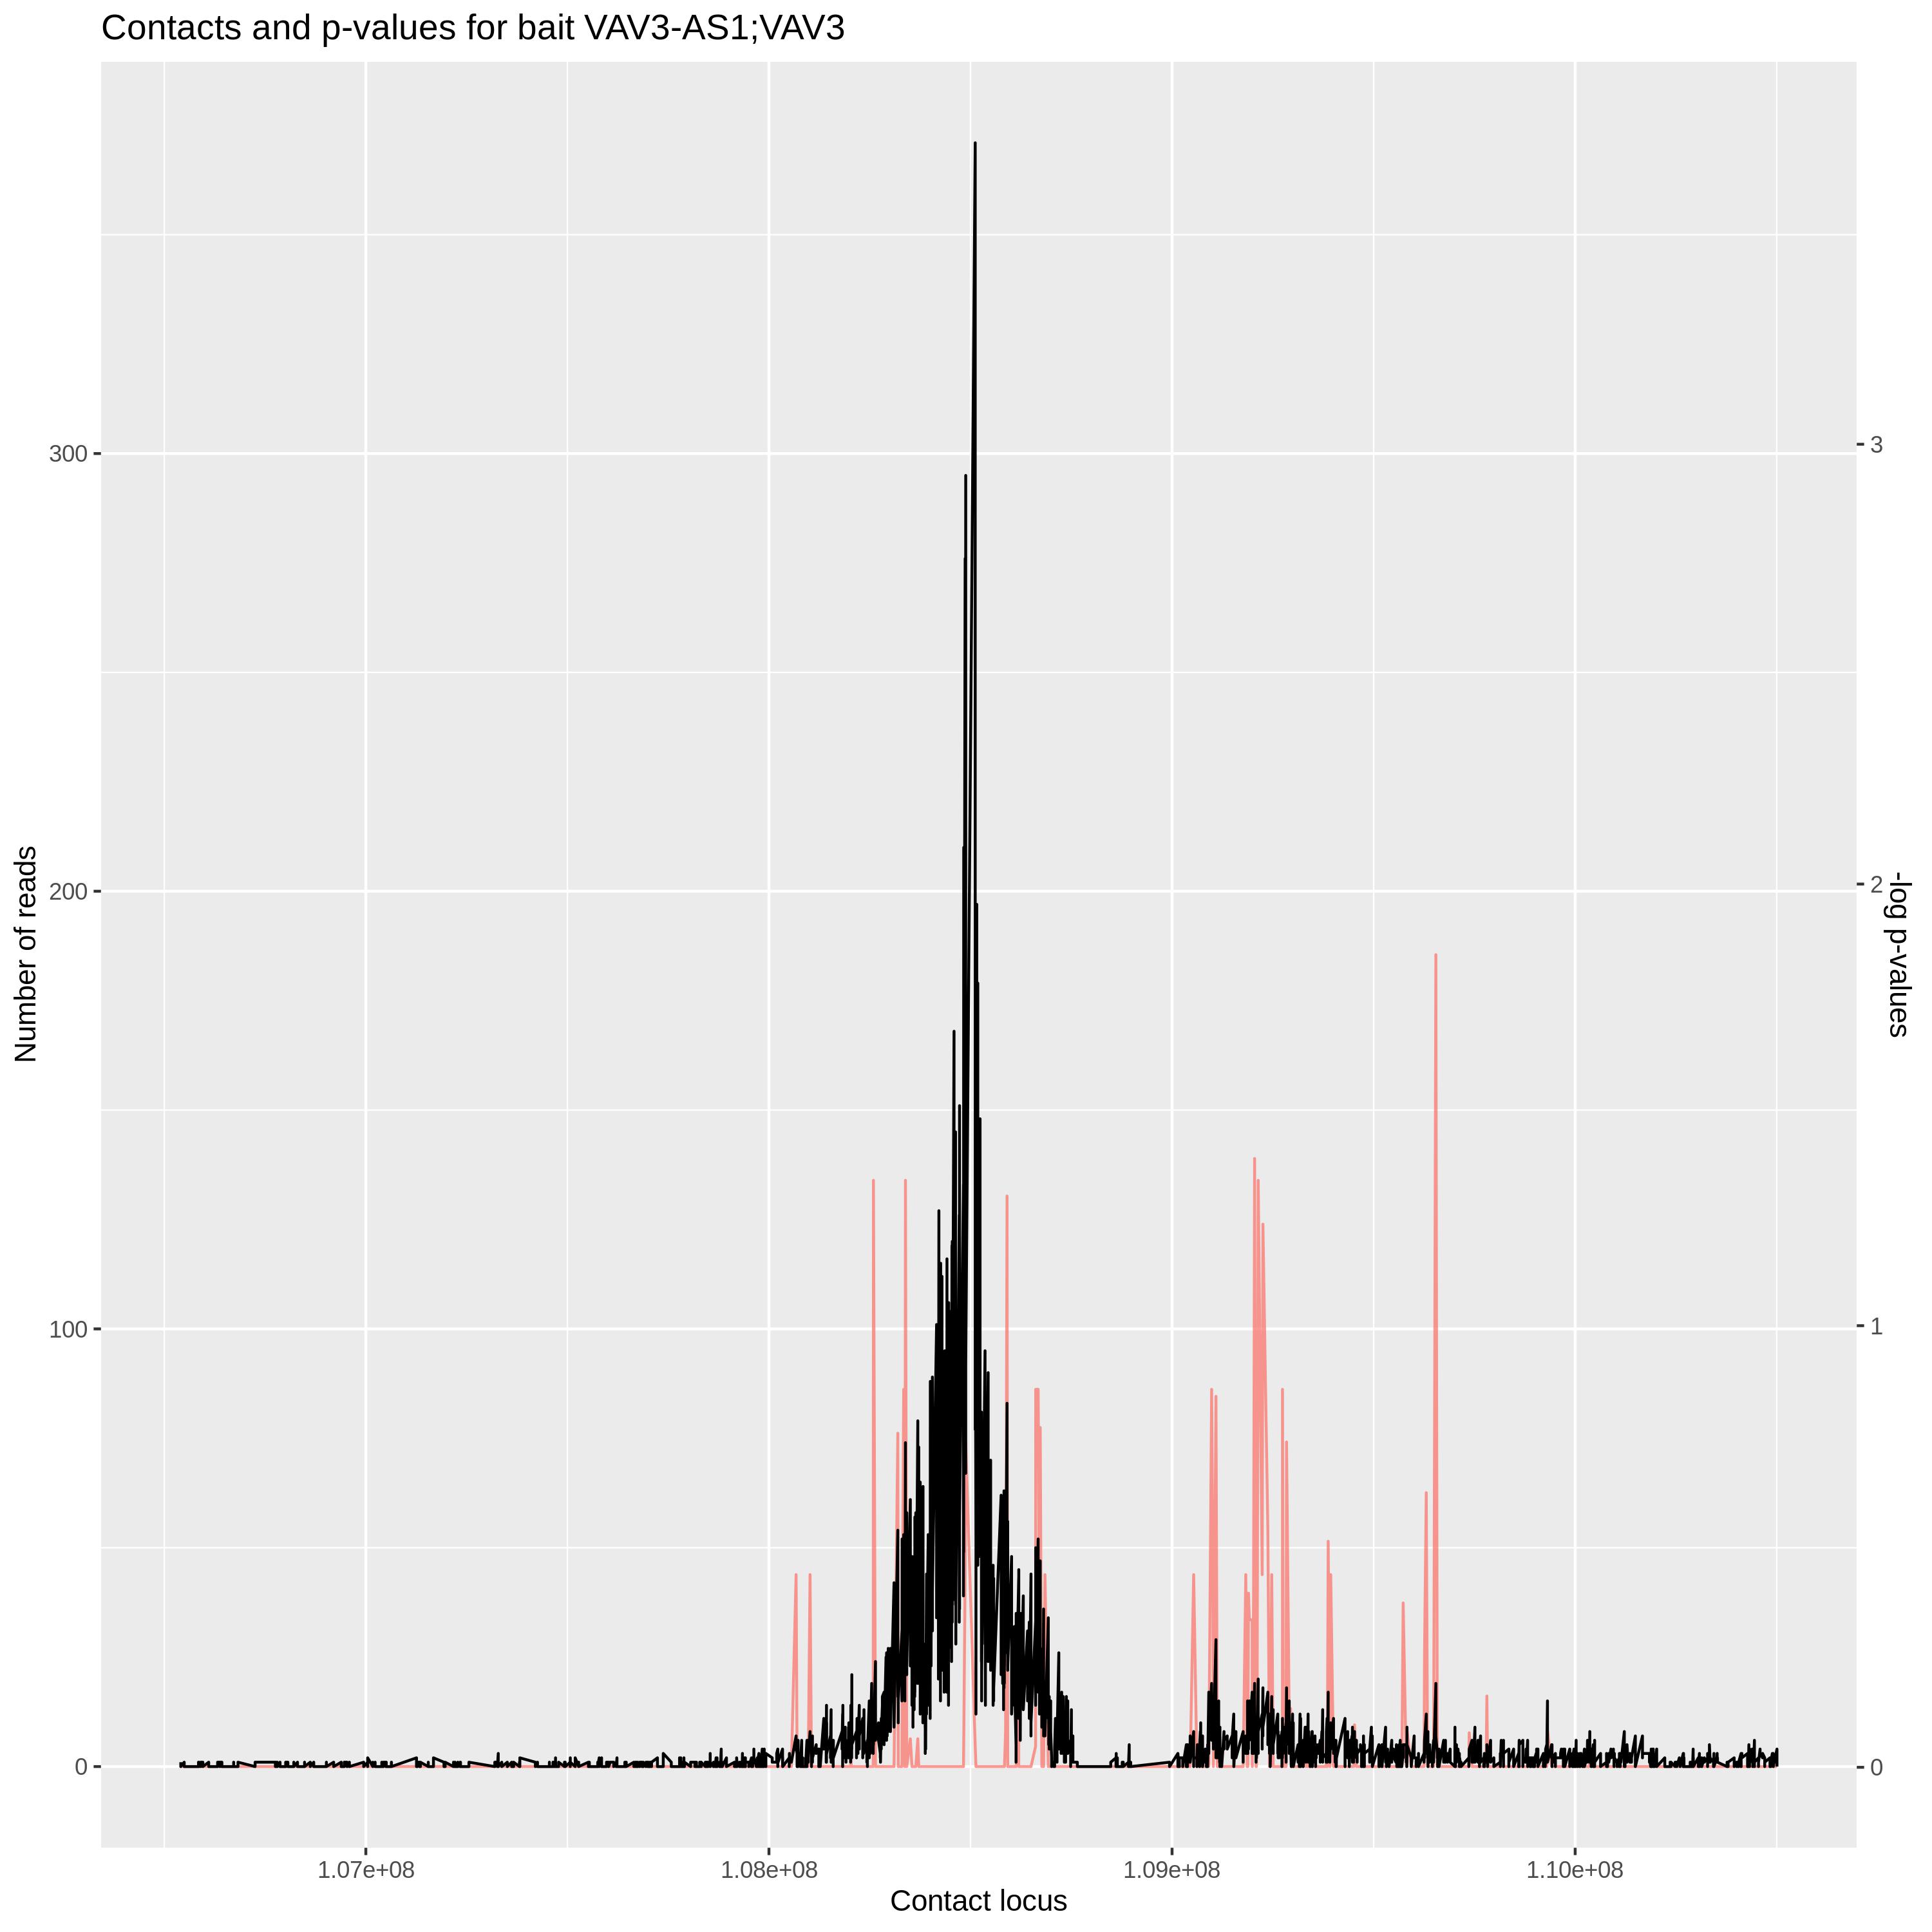 Contacts and p-values for bait VAV3-AS1;VAV3
Number of reads
300
200
100
0
3
2
1
0
-log p-values
1.07e+08 1.08e+08 1.09e+08 1.10e+08
Contact locus